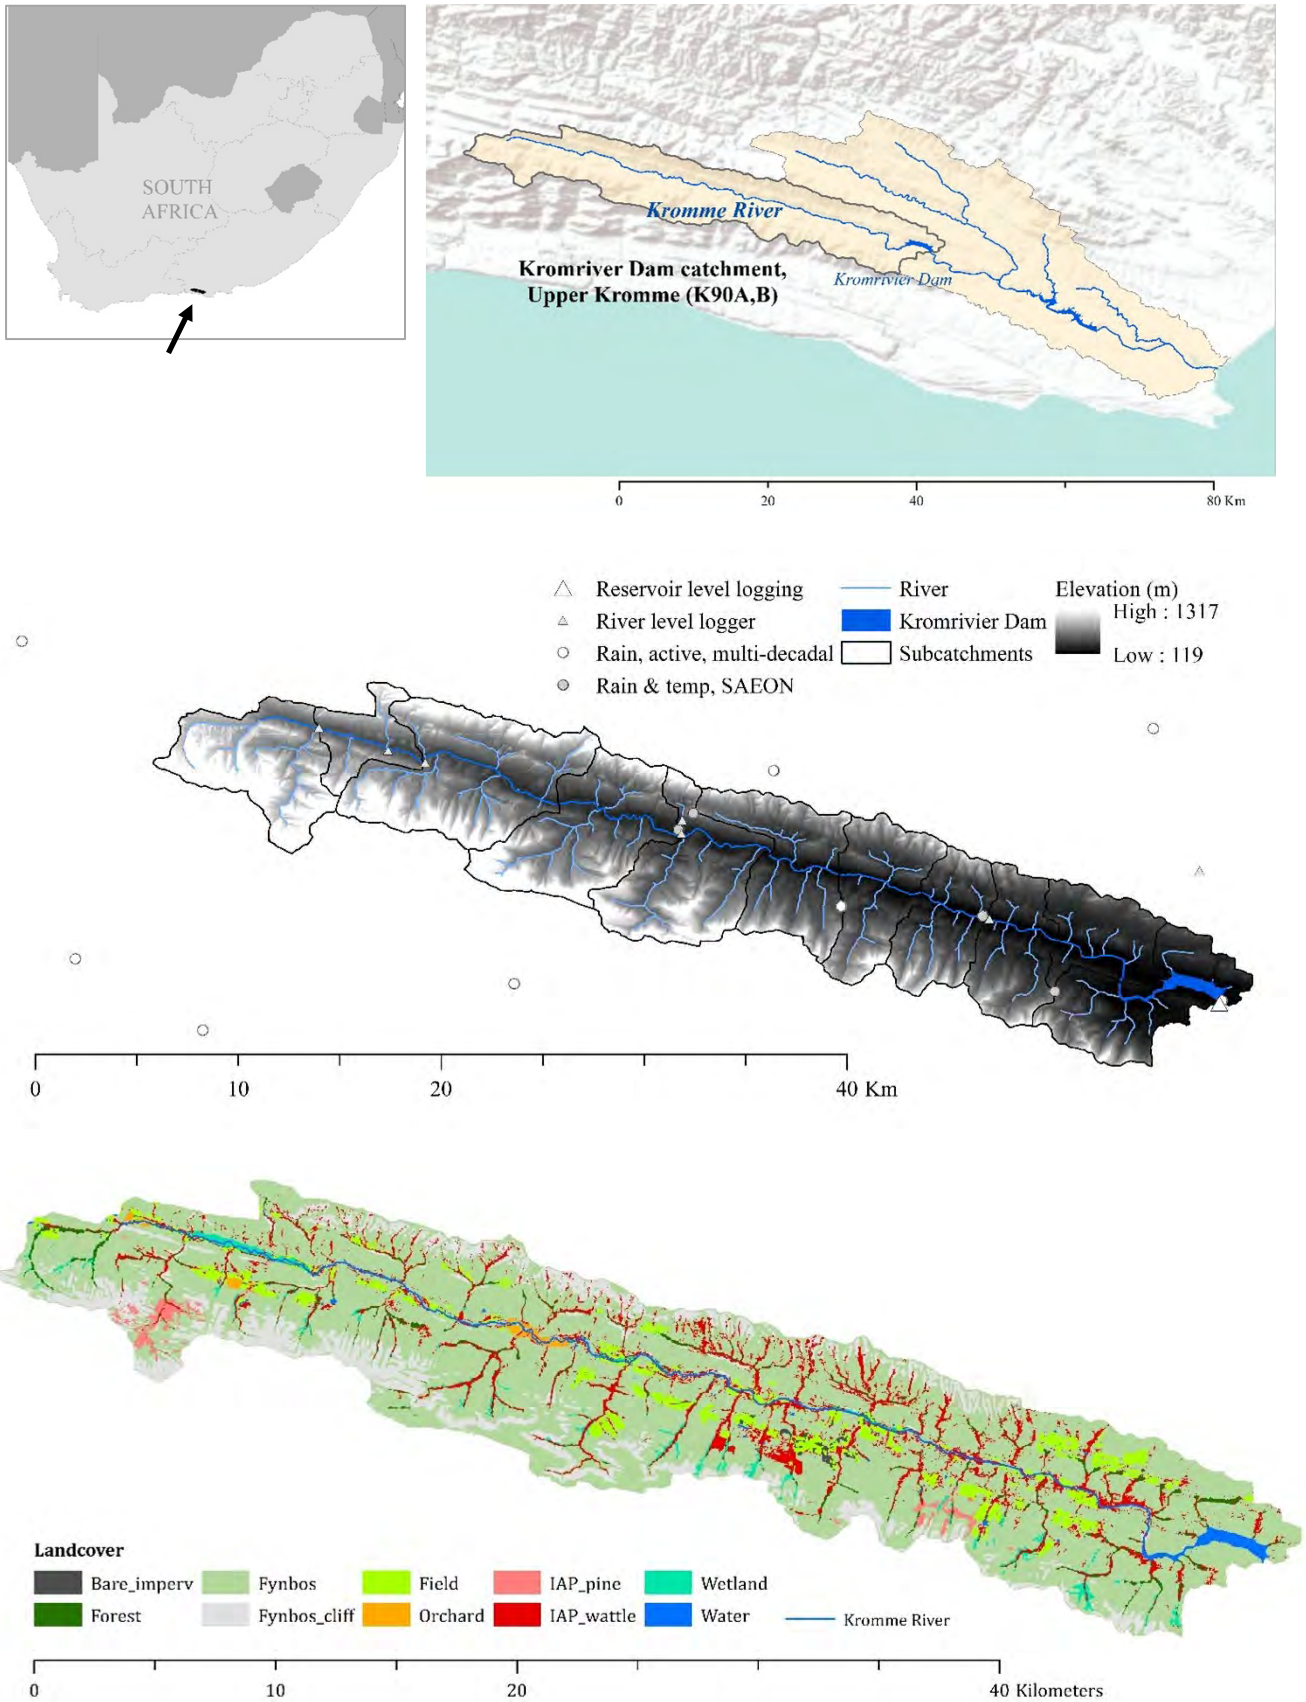 SOUTH
AFRICA
Kromme River
Kromriver Dam catchment,
Upper Kromme (K90A,B)
Kromrivier Dam
0 20 40 80 Km
Reservoir level logging
River level logger
Rain, active, multi-decadal
Rain & temp, SAEON
River
Kromrivier Dam
Subcatchments
Elevation (m)
High : 1317
Low : 119
0 10 20 40 Km
Landcover
Bare_imperv Fynbos Field IAP_pine Wetland
Forest Fynbos_cliff Orchard IAP_wattle Water Kromme River
0 10 20 40 Kilometers